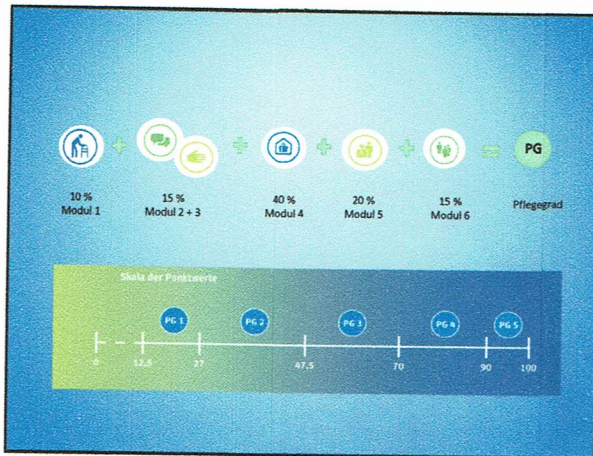 10 %
Modul 1
15 %
Modul 2 + 3
40 %
Modul 4
20 %
Modul 5
15 %
Modul 6
PG
Pflegegrad
Skala der Punktwerte
PG 1
PG 2
PG 3
PG 4
PG 5
0
12,5
27
47,5
70
90
100